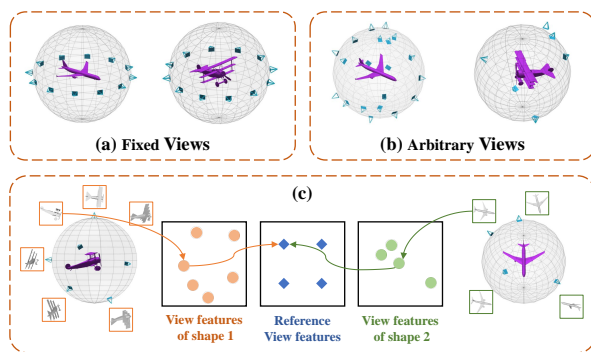 (a) Fixed Views
(b) Arbitrary Views
(c)
View features
of shape 1
Reference
View features
View features
of shape 2